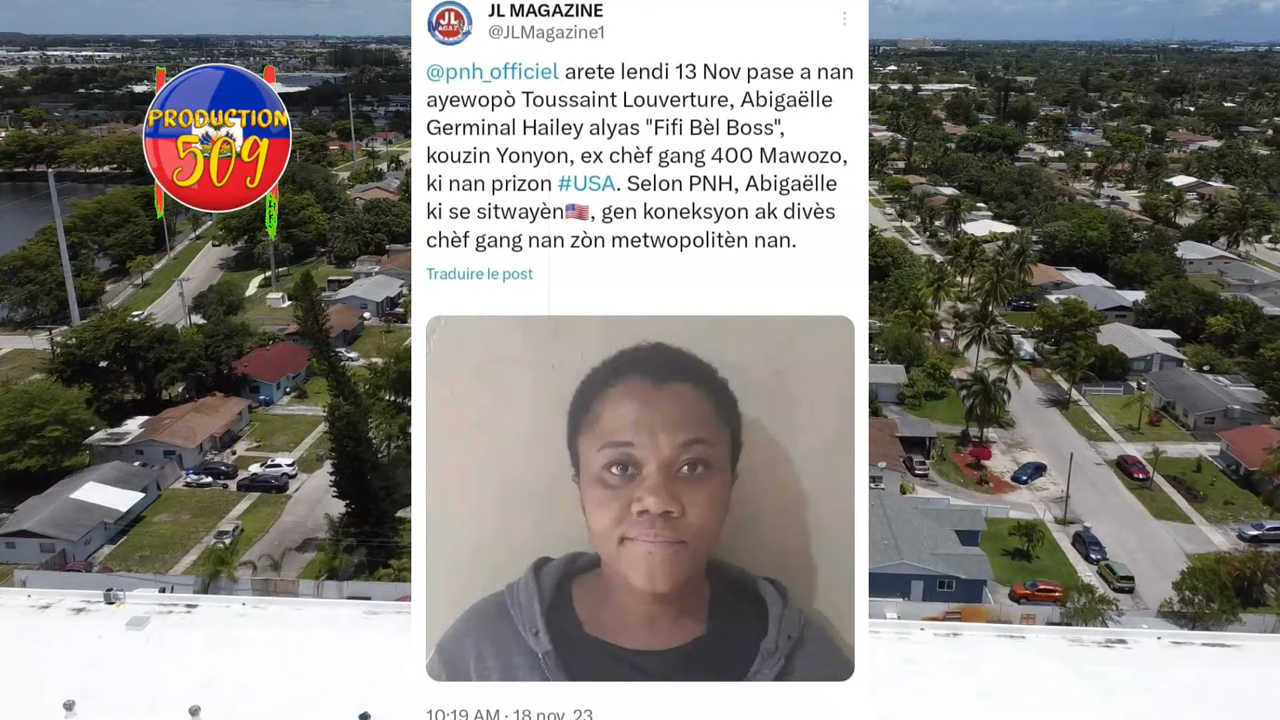 JL MAGAZINE
@JLMagazine1
@pnh_officiel arete lendi 13 Nov pase a nan
ayewopò Toussaint Louverture, Abigaëlle
Germinal Hailey alyas "Fifi Bèl Boss",
kouzin Yonyon, ex chèf gang 400 Mawozo,
ki nan prizon #USA. Selon PNH, Abigaëlle
ki se sitwayèn🇺🇸, gen koneksyon ak divès
chèf gang nan zòn metwopolitèn nan.
Traduire le post
10:19 AM · 18 nov. 23
PRODUCTION
509
JL
MAGAZINE